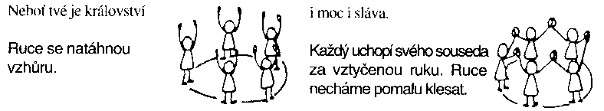 Neboť tvé je království
Ruce se natáhnou
vzhůru.
i moc i sláva.
Každý uchopí svého souseda
za vztyčenou ruku. Ruce
necháme pomalu klesat.